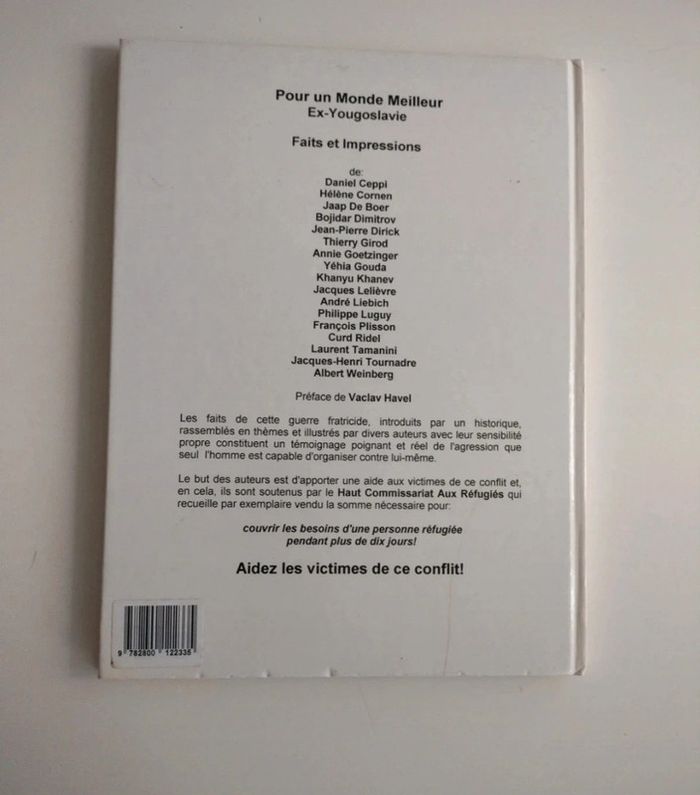 Pour un Monde Meilleur
Ex-Yougoslavie
Faits et Impressions
de:
Daniel Ceppi
Hélène Cornen
Jaap De Boer
Bojidar Dimitrov
Jean-Pierre Dirick
Thierry Girod
Annie Goetzinger
Yéhia Gouda
Khanyu Khanev
Jacques Lelièvre
André Liebich
Philippe Luguy
François Plisson
Curd Ridel
Laurent Tamanini
Jacques-Henri Tournadre
Albert Weinberg
Préface de Vaclav Havel
Les faits de cette guerre fratricide, introduits par un historique,
rassemblés en thèmes et illustrés par divers auteurs avec leur sensibilité
propre constituent un témoignage poignant et réel de l'agression que
seul l'homme est capable d'organiser contre lui-même.
Le but des auteurs est d'apporter une aide aux victimes de ce conflit et,
en cela, ils sont soutenus par le Haut Commissariat Aux Réfugiés qui
recueille par exemplaire vendu la somme nécessaire pour:
couvrir les besoins d'une personne réfugiée
pendant plus de dix jours!
Aidez les victimes de ce conflit!
9 782800 122335